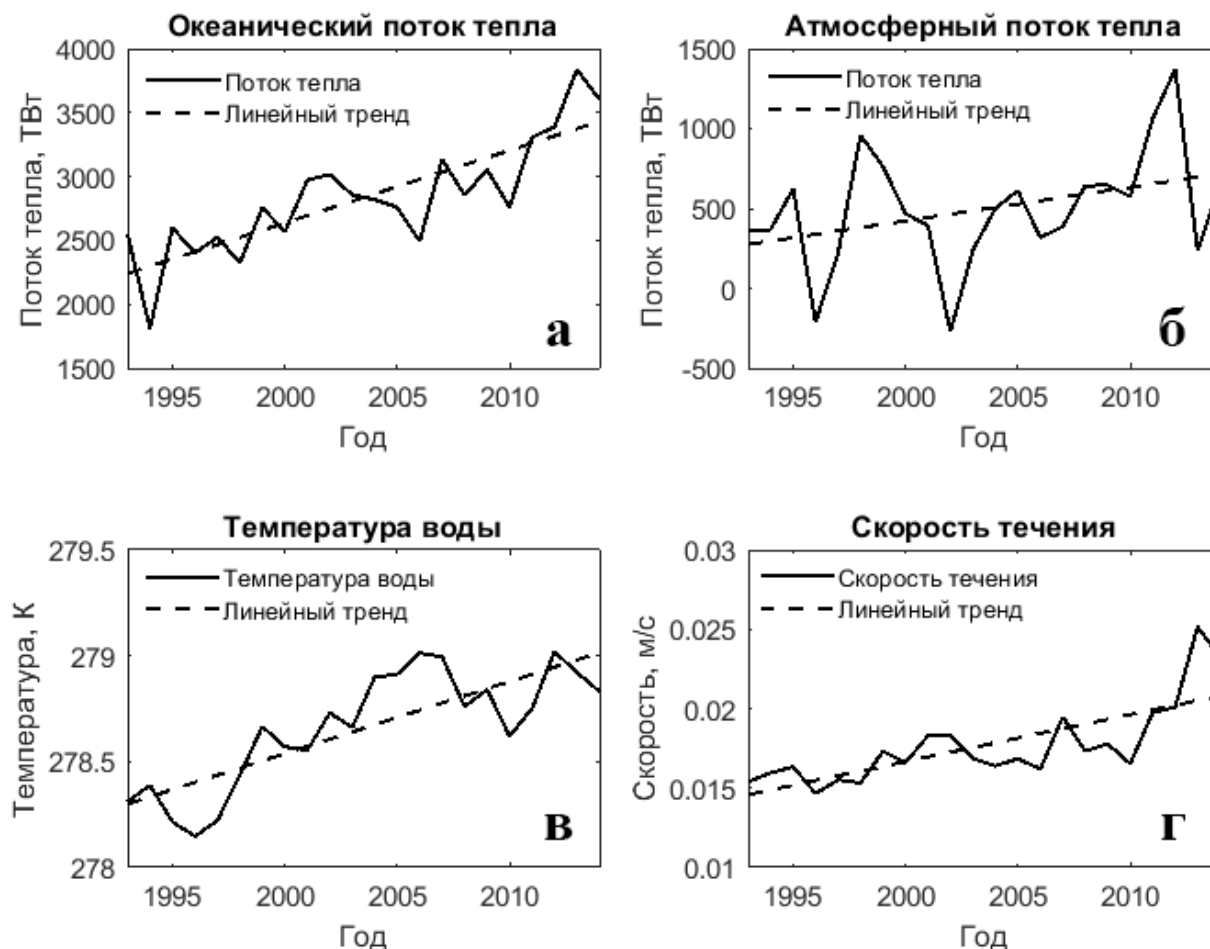 Океанический поток тепла
4000
3500
3000
2500
2000
1500
Поток тепла, ТВт
Поток тепла
Линейный тренд
а
1995 2000 2005 2010
Год
Атмосферный поток тепла
1500
1000
500
0
-500
Поток тепла, ТВт
Поток тепла
Линейный тренд
б
1995 2000 2005 2010
Год
Температура воды
279.5
279
278.5
278
Температура, К
Температура воды
Линейный тренд
в
1995 2000 2005 2010
Год
Скорость течения
0.03
0.025
0.02
0.015
0.01
Скорость, м/с
Скорость течения
Линейный тренд
г
1995 2000 2005 2010
Год